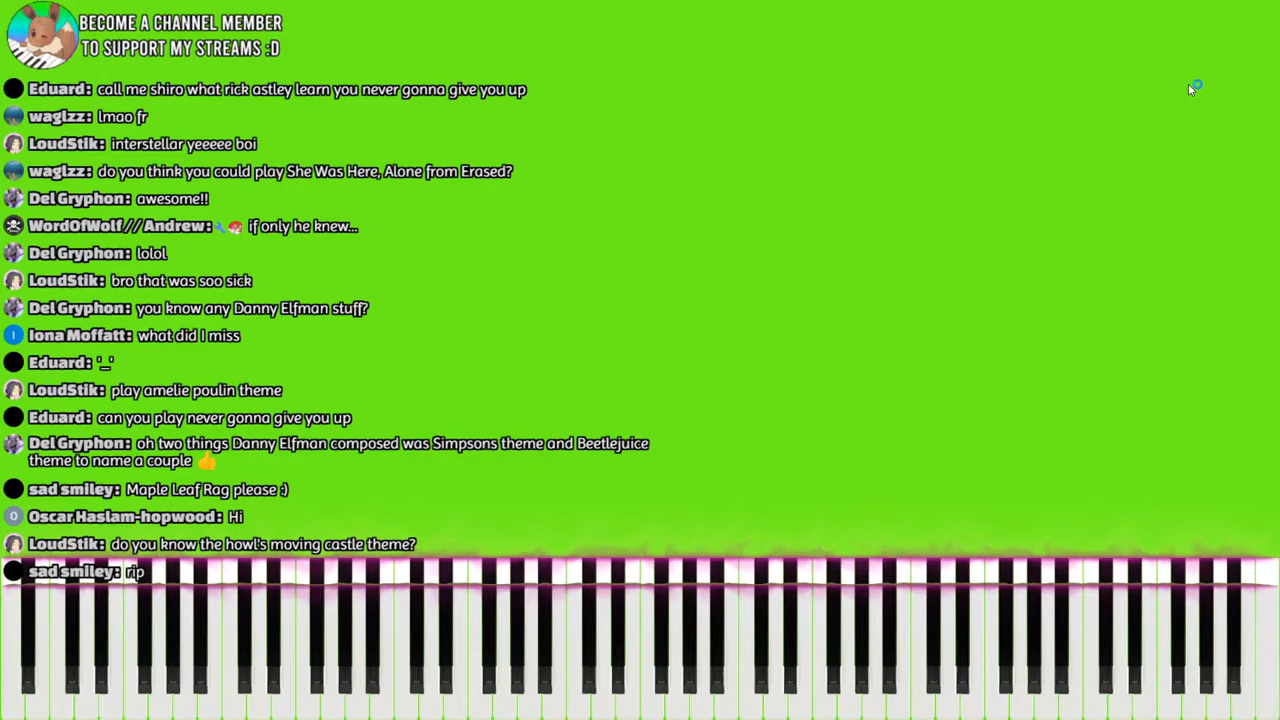 BECOME A CHANNEL MEMBER
TO SUPPORT MY STREAMS :D
Eduard: call me shiro what rick astley learn you never gonna give you up
waglzz: lmao fr
LoudStik: interstellar yeeeee boi
waglzz: do you think you could play She Was Here, Alone from Erased?
Del Gryphon: awesome!!
WordOfWolf // Andrew: if only he knew...
Del Gryphon: lolol
LoudStik: bro that was soo sick
Del Gryphon: you know any Danny Elfman stuff?
I
Iona Moffatt: what did I miss
Eduard: '_'
LoudStik: play amelie poulin theme
Eduard: can you play never gonna give you up
Del Gryphon: oh two things Danny Elfman composed was Simpsons theme and Beetlejuice
theme to name a couple 👍
sad smiley: Maple Leaf Rag please :)
O
Oscar Haslam-hopwood: Hi
LoudStik: do you know the howl's moving castle theme?
sad smiley: rip